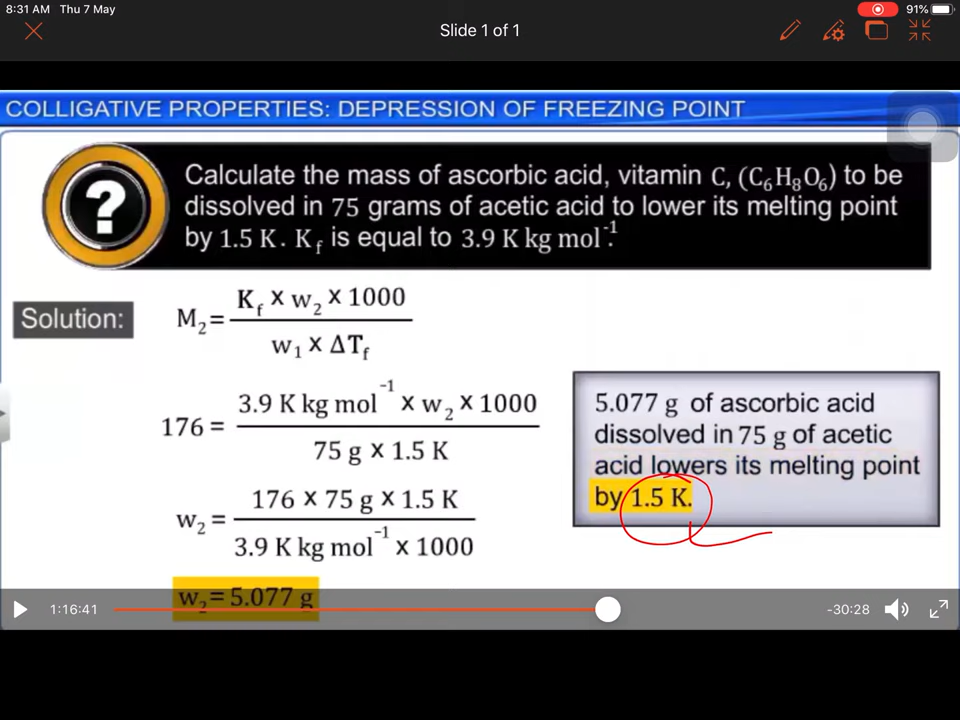 8:31 AM Thu 7 May 91%
Slide 1 of 1
COLLIGATIVE PROPERTIES: DEPRESSION OF FREEZING POINT
?
Calculate the mass of ascorbic acid, vitamin C, (C₆H₈O₆) to be
dissolved in 75 grams of acetic acid to lower its melting point
by 1.5 K. K_f is equal to 3.9 K kg mol⁻¹.
Solution:
M₂ = (K_f x w₂ x 1000) / (w₁ x ΔT_f)
176 = (3.9 K kg mol⁻¹ x w₂ x 1000) / (75 g x 1.5 K)
w₂ = (176 x 75 g x 1.5 K) / (3.9 K kg mol⁻¹ x 1000)
w₂ = 5.077 g
5.077 g of ascorbic acid
dissolved in 75 g of acetic
acid lowers its melting point
by 1.5 K.
1:16:41 -30:28